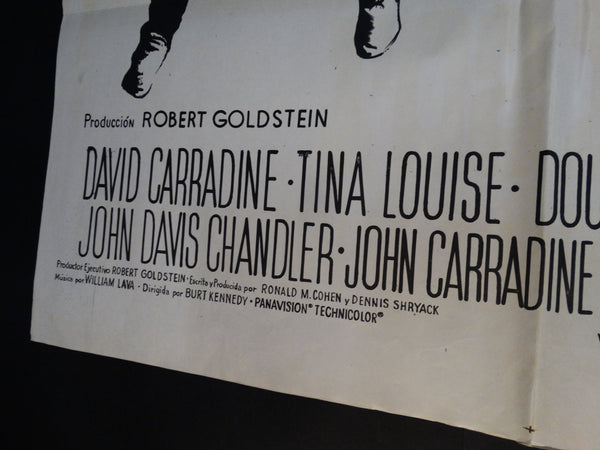 Producción ROBERT GOLDSTEIN
DAVID CARRADINE · TINA LOUISE · DOU
JOHN DAVIS CHANDLER · JOHN CARRADINE
Productor Ejecutivo ROBERT GOLDSTEIN · Escrita y Producida por RONALD M. COHEN y DENNIS SHRYACK
Música por WILLIAM LAVA · Dirigida por BURT KENNEDY · PANAVISION® TECHNICOLOR®